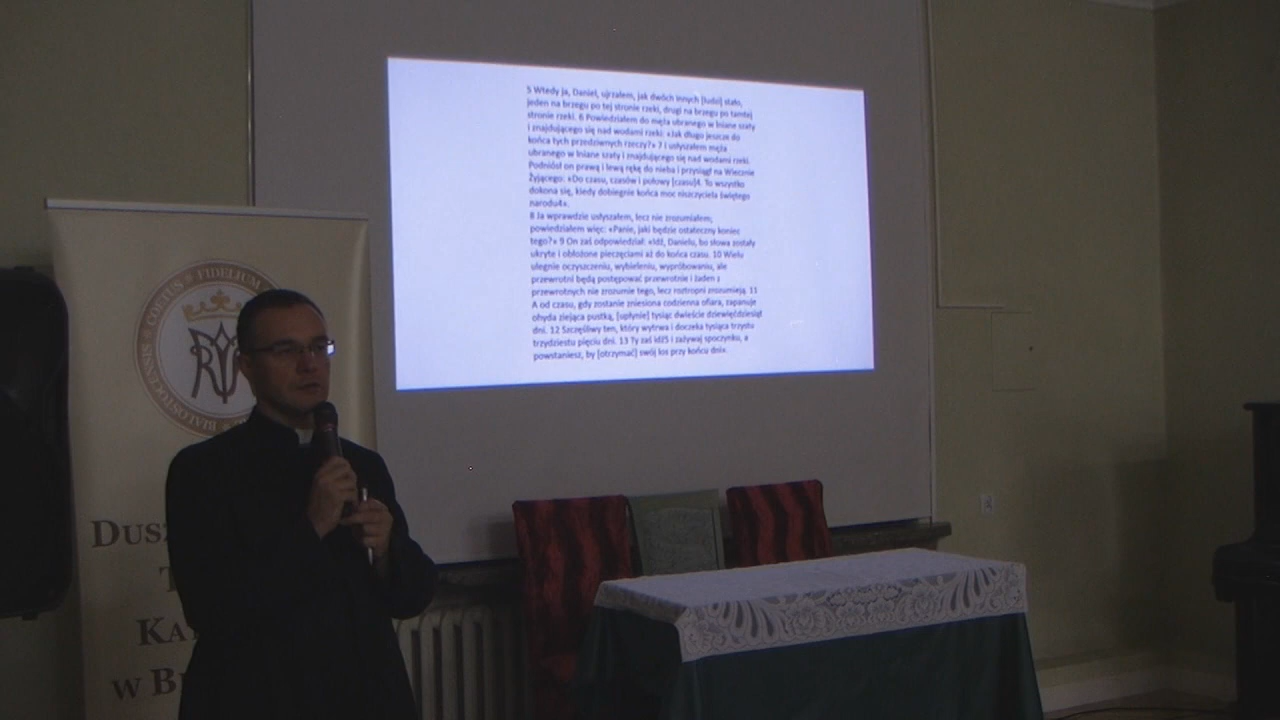 5 Wtedy ja, Daniel, ujrzałem, jak dwóch innych [ludzi] stało,
jeden na brzegu po tej stronie rzeki, drugi na brzegu po tamtej
stronie rzeki. 6 Powiedziałem do męża ubranego w lniane szaty
i znajdującego się nad wodami rzeki: «Jak długo jeszcze do
końca tych przedziwnych rzeczy?» 7 I usłyszałem męża
ubranego w lniane szaty i znajdującego się nad wodami rzeki.
Podniósł on prawą i lewą rękę do nieba i przysiągł na Wiecznie
Żyjącego: «Do czasu, czasów i połowy [czasu]4. To wszystko
dokona się, kiedy dobiegnie końca moc niszczyciela świętego
narodu4».
8 Ja wprawdzie usłyszałem, lecz nie zrozumiałem;
powiedziałem więc: «Panie, jaki będzie ostateczny koniec
tego?» 9 On zaś odpowiedział: «Idź, Danielu, bo słowa zostały
ukryte i obłożone pieczęciami aż do końca czasu. 10 Wielu
ulegnie oczyszczeniu, wybieleniu, wypróbowaniu, ale
przewrotni będą postępować przewrotnie i żaden z
przewrotnych nie zrozumie tego, lecz roztropni zrozumieją. 11
A od czasu, gdy zostanie zniesiona codzienna ofiara, zapanuje
ohyda ziejąca pustką, [upłynie] tysiąc dwieście dziewięćdziesiąt
dni. 12 Szczęśliwy ten, który wytrwa i doczeka tysiąca trzystu
trzydziestu pięciu dni. 13 Ty zaś idź5 i zażywaj spoczynku, a
powstaniesz, by [otrzymać] swój los przy końcu dni».
COETUS FIDELIUM
Dusz
T
Ka
w B